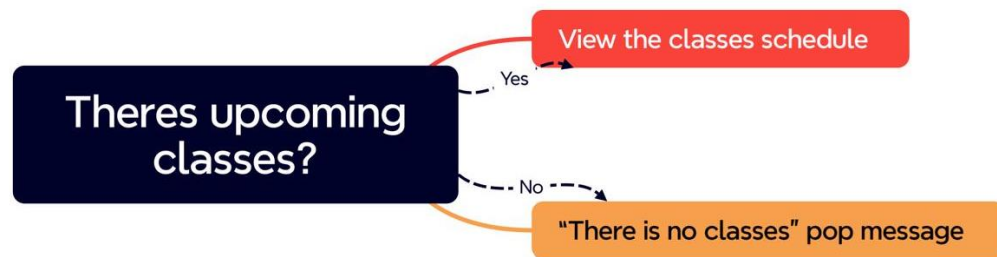 View the classes schedule
Yes
Theres upcoming
classes?
No
“There is no classes” pop message